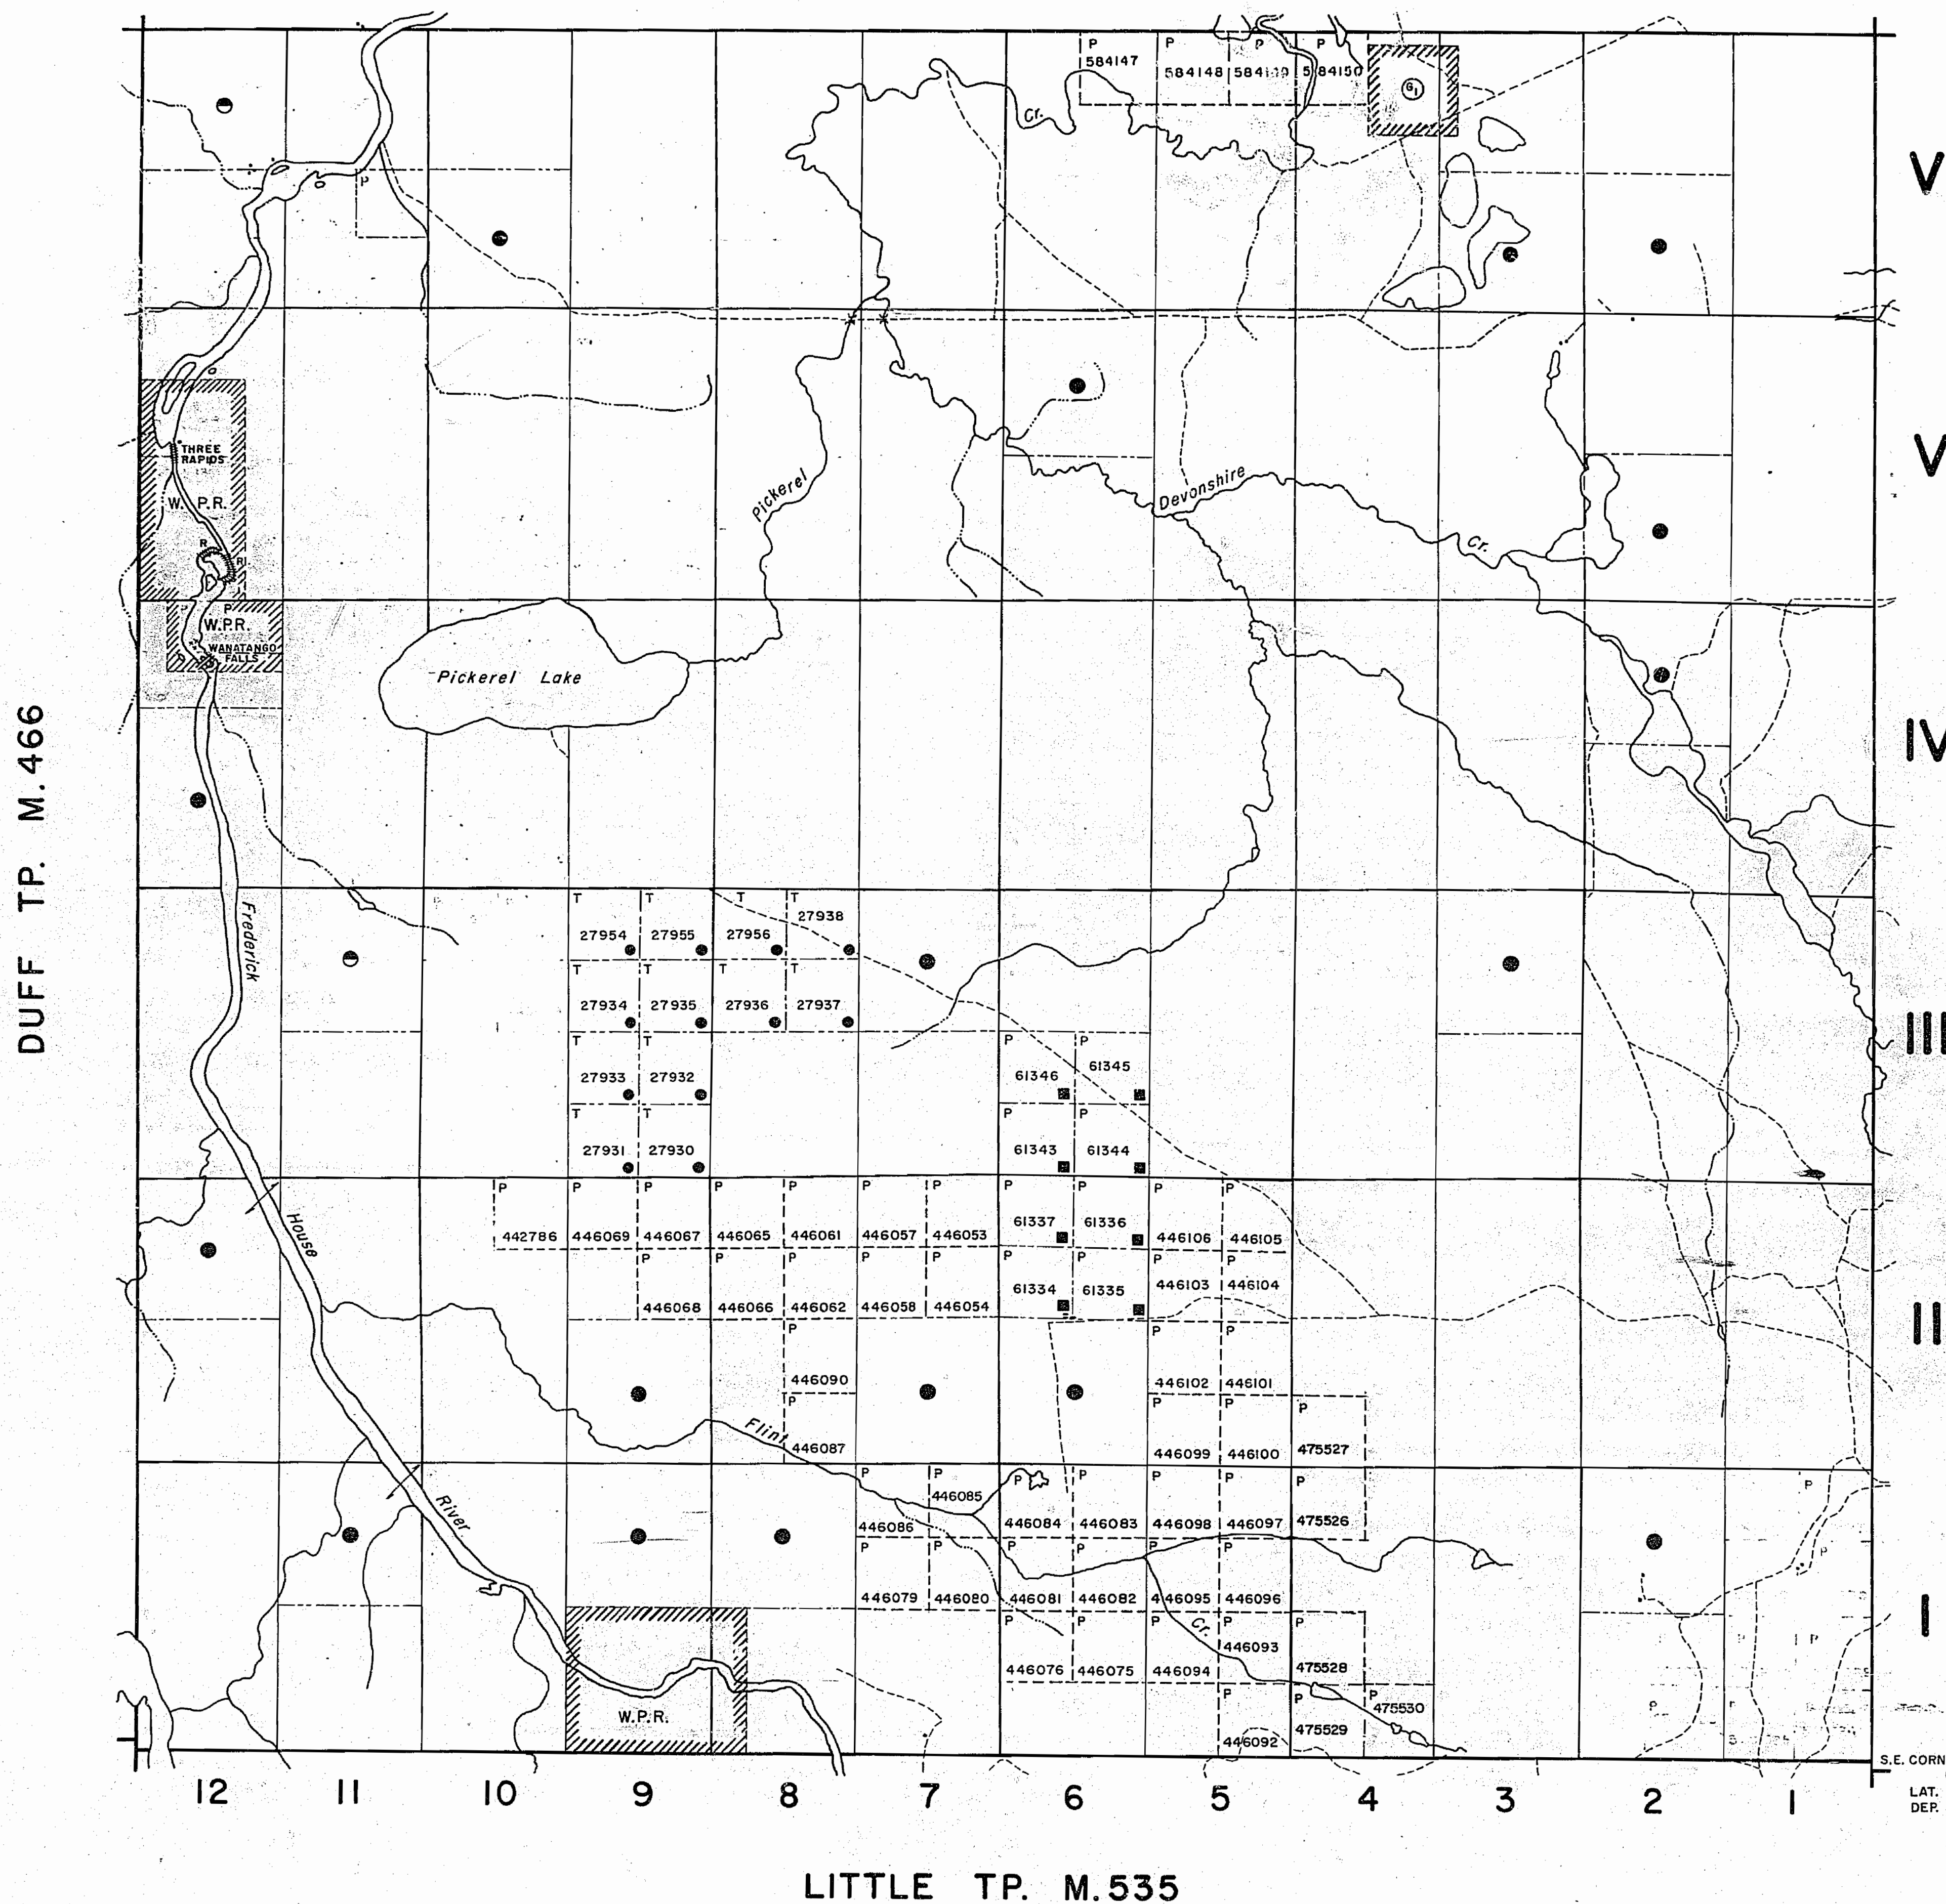 P P P P
584147 584148 584150
G1
Cr.
V
P
THREE
RAPIDS
W. P.R.
R
R
Pickerel
Devonshire
Cr.
V
P P
W.P.R.
WANATANGO
FALLS
Pickerel Lake
IV
DUFF TP. M.466
T T T T
27938
27954 27955 27956
T T T T
27934 27935 27936 27937
Frederick
III
T T P P
27933 27932 61346 61345
T T P P
27931 27930 61343 61344
P P P P P P P P P P P
442786 446069 446067 446065 446061 446057 446053 61337 61336 446106 446105
House
P P P P P P P P P
446068 446066 446062 446058 446054 61334 61335 446103 446104
II
P P P
446090 446102 446101
P P P P
Flint
446087 446099 446100 475527
P P P P P P P P
446085
River
446086 446084 446083 446098 446097 475526
P P P P P P
P
446079 446080 446081 446082 446095 446096
I
P P P P P
Cr.
446093
446076 446075 446094 475528
P P P
P P
W.P.R.
475530
475529
446092
S.E. CORN
12 11 10 9 8 7 6 5 4 3 2 1
LAT.
DEP.
LITTLE TP. M.535